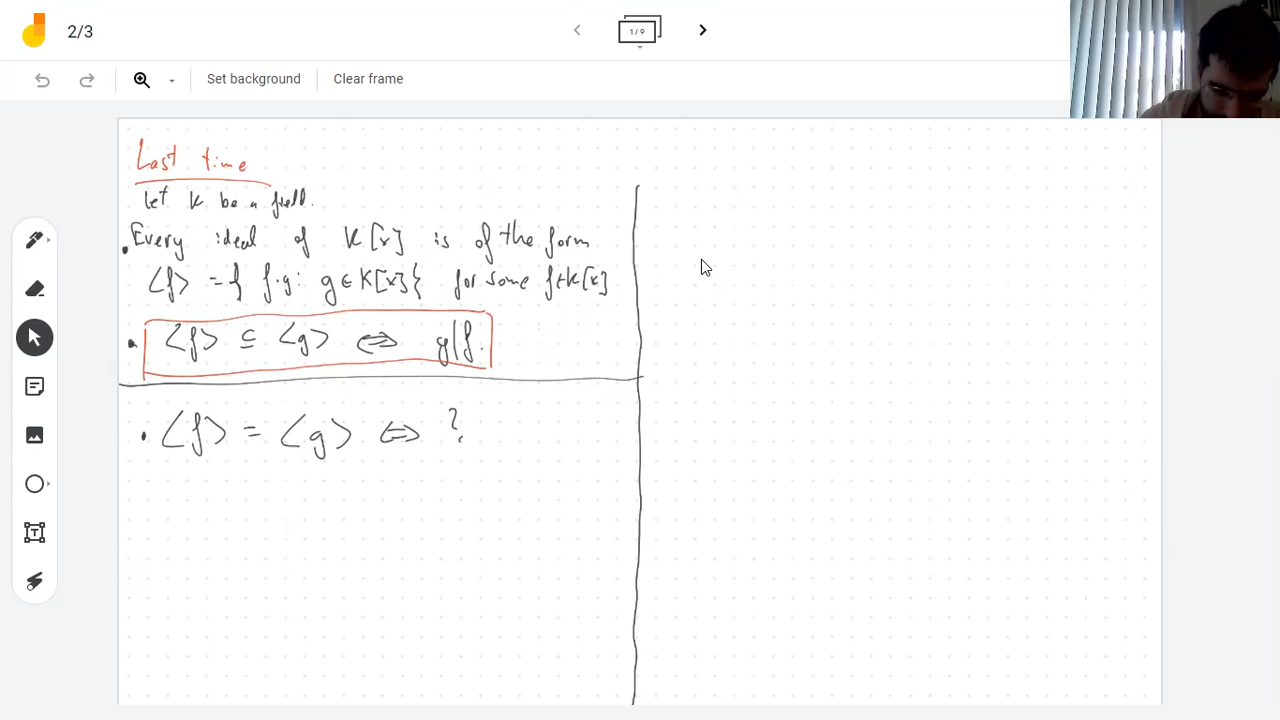 2/3
1/9
Set background
Clear frame
Last time
Let K be a field.
• Every ideal of K[x] is of the form
⟨f⟩ = { f·g : g ∈ K[x]} for some f∈K[x]
• ⟨f⟩ ⊆ ⟨g⟩ ⇔ g|f.
• ⟨f⟩ = ⟨g⟩ ⇔ ?